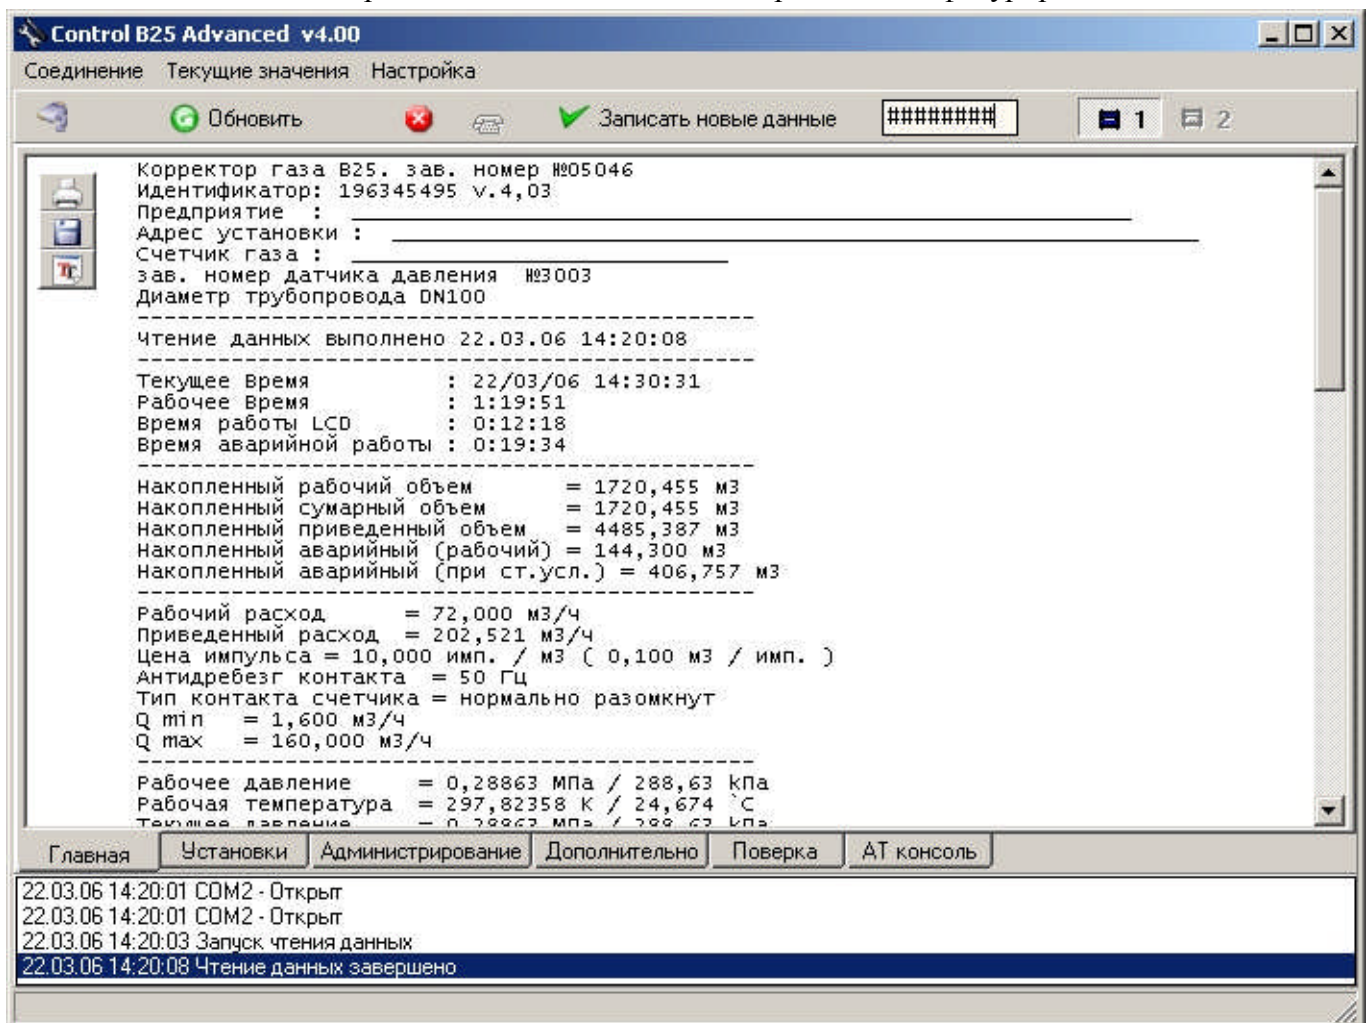 Control B25 Advanced v4.00
Соединение Текущие значения Настройка
Обновить Записать новые данные ######### 1 2
Корректор газа В25. зав. номер №05046
Идентификатор: 196345495 v.4,03
Предприятие :
Адрес установки :
Счетчик газа :
зав. номер датчика давления №3003
Диаметр трубопровода DN100
Чтение данных выполнено 22.03.06 14:20:08
Текущее Время : 22/03/06 14:30:31
Рабочее Время : 1:19:51
Время работы LCD : 0:12:18
Время аварийной работы : 0:19:34
Накопленный рабочий объем = 1720,455 м3
Накопленный сумарный объем = 1720,455 м3
Накопленный приведенный объем = 4485,387 м3
Накопленный аварийный (рабочий) = 144,300 м3
Накопленный аварийный (при ст.усл.) = 406,757 м3
Рабочий расход = 72,000 м3/ч
Приведенный расход = 202,521 м3/ч
Цена импульса = 10,000 имп. / м3 ( 0,100 м3 / имп. )
Антидребезг контакта = 50 Гц
Тип контакта счетчика = нормально разомкнут
Q min = 1,600 м3/ч
Q max = 160,000 м3/ч
Рабочее давление = 0,28863 МПа / 288,63 kПа
Рабочая температура = 297,82358 К / 24,674 `С
Текущее давление = 0,28863 МПа / 288,63 kПа
Главная Установки Администрирование Дополнительно Поверка АТ консоль
22.03.06 14:20:01 COM2 - Открыт
22.03.06 14:20:01 COM2 - Открыт
22.03.06 14:20:03 Запуск чтения данных
22.03.06 14:20:08 Чтение данных завершено